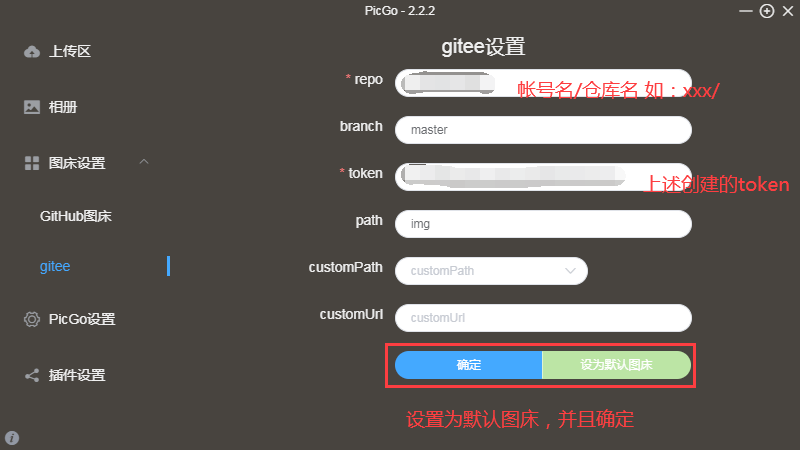 PicGo - 2.2.2
上传区
相册
图床设置
GitHub图床
gitee
PicGo设置
插件设置
gitee设置
* repo
帐号名/仓库名 如：xxx/
branch
master
* token
上述创建的token
path
img
customPath
customPath
customUrl
customUrl
确定
设为默认图床
设置为默认图床，并且确定